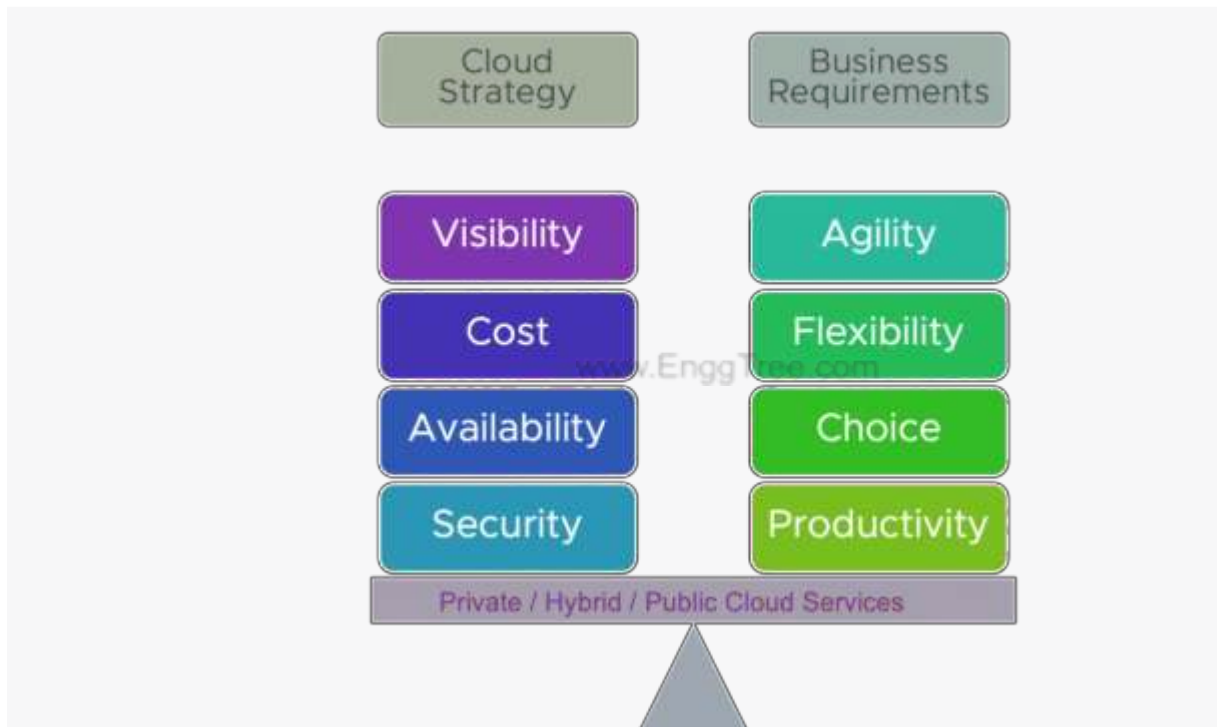 Cloud
Strategy
Business
Requirements
Visibility
Agility
Cost
Flexibility
www.EnggTree.com
Availability
Choice
Security
Productivity
Private / Hybrid / Public Cloud Services